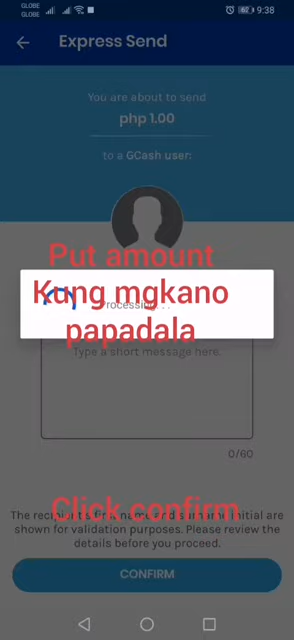 GLOBE
GLOBE
62
9:38
Express Send
You are about to send
php 1.00
to a GCash user:
Put amount
Kung mgkano
Processing...
papadala
Type a short message here.
0/60
Click confirm
The recipient's first name and surname initial are
shown for validation purposes. Please review the
details before you proceed.
CONFIRM